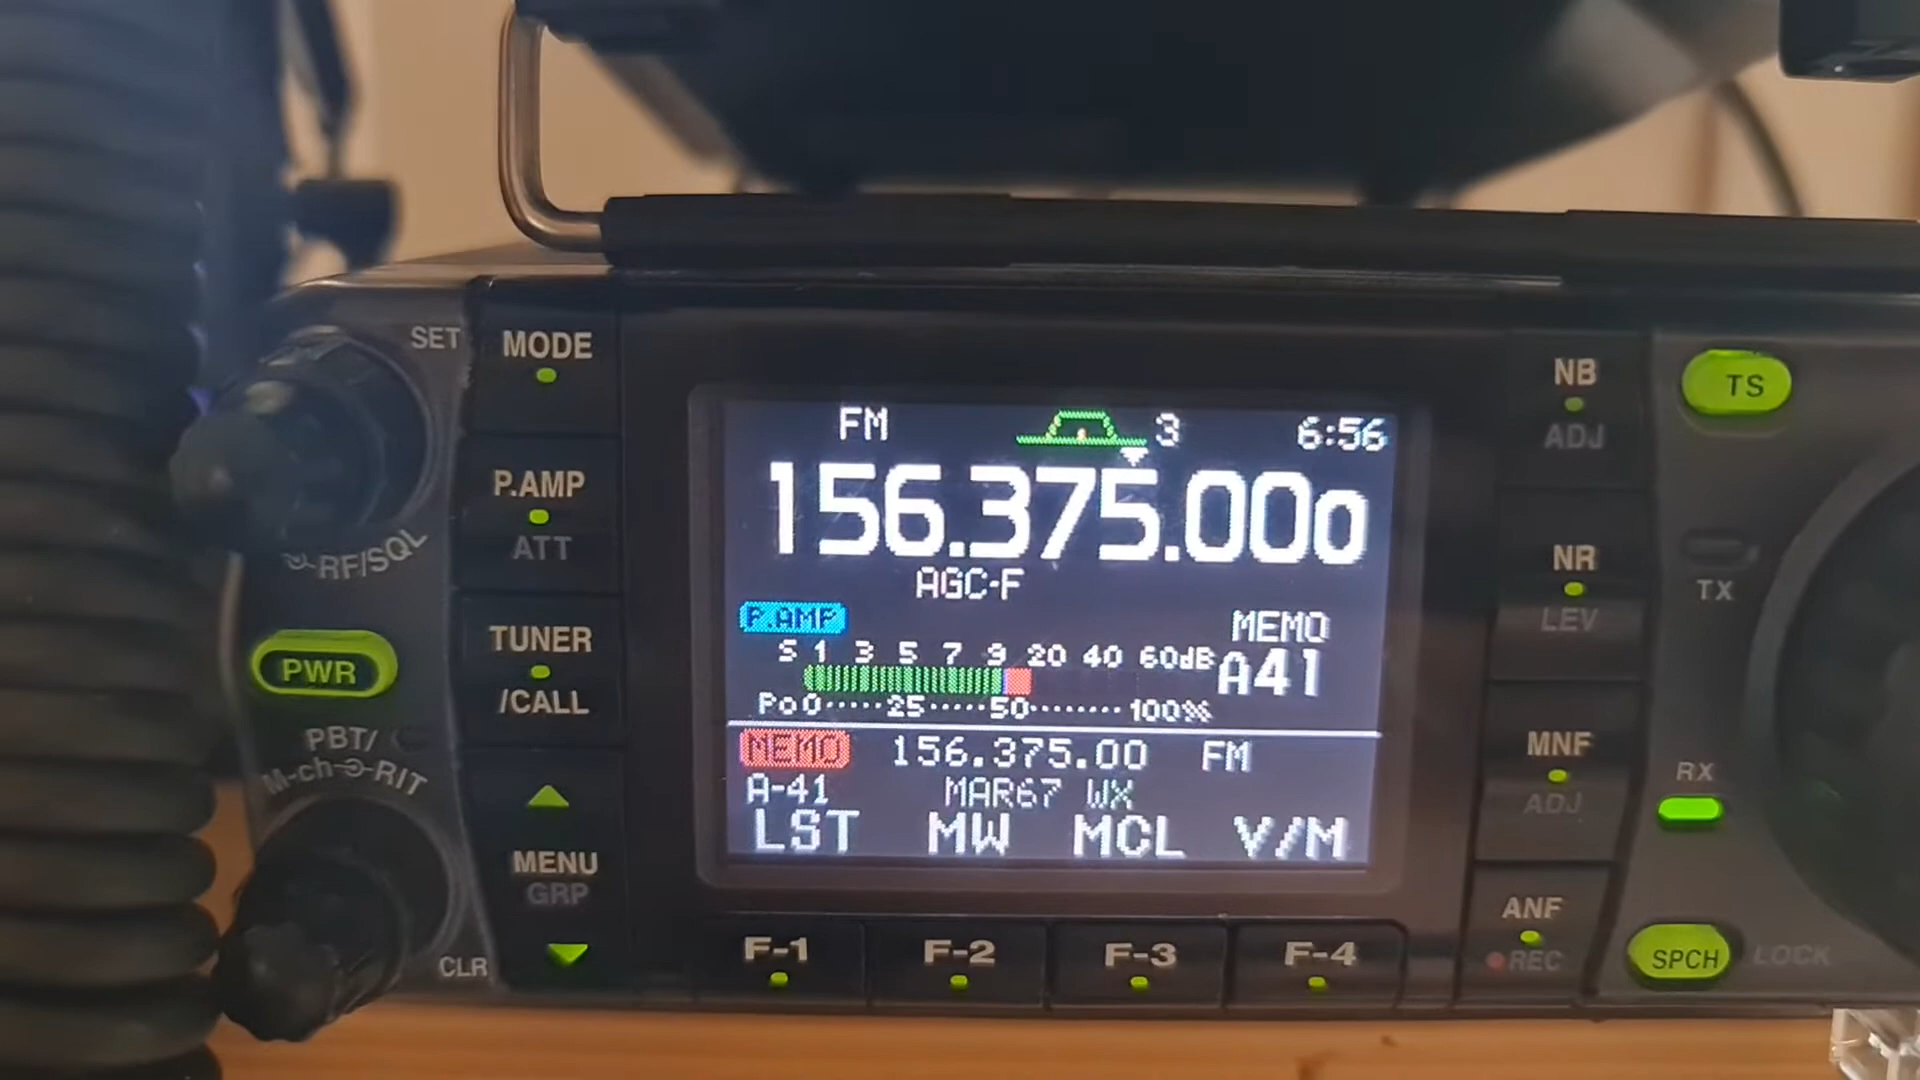 SET
MODE
P.AMP
ATT
RF/SQL
TUNER
/CALL
PWR
PBT/
M-ch RIT
MENU
GRP
CLR
FM 3 6:56
156.375.000
AGC-F
P.AMP
MEMO
A41
S 1 3 5 7 9 20 40 60dB
Po0·····25·····50········100%
MEMO 156.375.00 FM
A-41 MAR67 WX
LST MW MCL V/M
F-1 F-2 F-3 F-4
NB
ADJ
NR
LEV
MNF
ADJ
ANF
REC
TS
TX
RX
SPCH LOCK